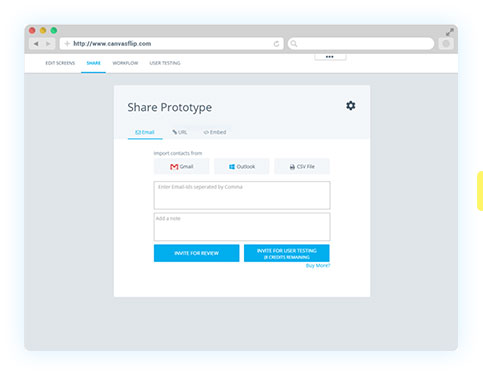 http://www.canvasflip.com
EDIT SCREENS SHARE WORKFLOW USER TESTING
Share Prototype
Email URL </> Embed
Import contacts from
Gmail Outlook CSV File
Enter Email-ids seperated by Comma
Add a note
INVITE FOR REVIEW
INVITE FOR USER TESTING
CREDITS REMAINING
Buy More?